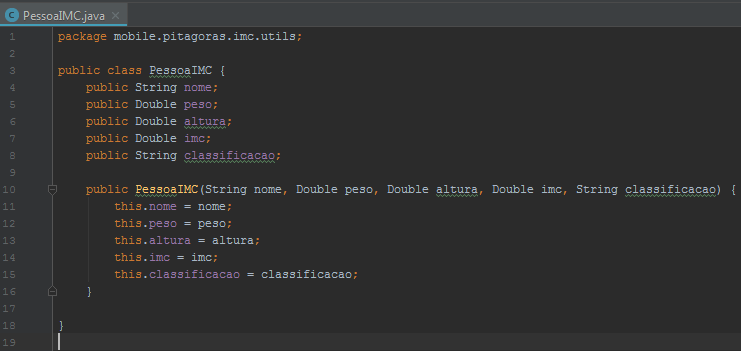 PessoaIMC.java
1 package mobile.pitagoras.imc.utils;
2
3 public class PessoaIMC {
4 public String nome;
5 public Double peso;
6 public Double altura;
7 public Double imc;
8 public String classificacao;
9
10 public PessoaIMC(String nome, Double peso, Double altura, Double imc, String classificacao) {
11 this.nome = nome;
12 this.peso = peso;
13 this.altura = altura;
14 this.imc = imc;
15 this.classificacao = classificacao;
16 }
17
18 }
19